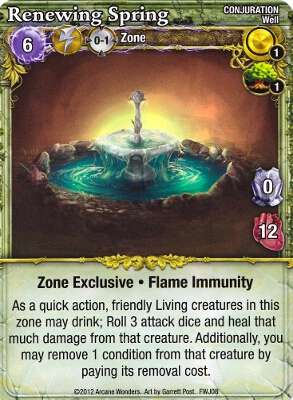 Renewing Spring
CONJURATION
Well
6
0-1
Zone
1
1
0
12
Zone Exclusive • Flame Immunity
As a quick action, friendly Living creatures in this
zone may drink; Roll 3 attack dice and heal that
much damage from that creature. Additionally, you
may remove 1 condition from that creature by
paying its removal cost.
©2012 Arcane Wonders. Art by Garrett Post. FWJ08